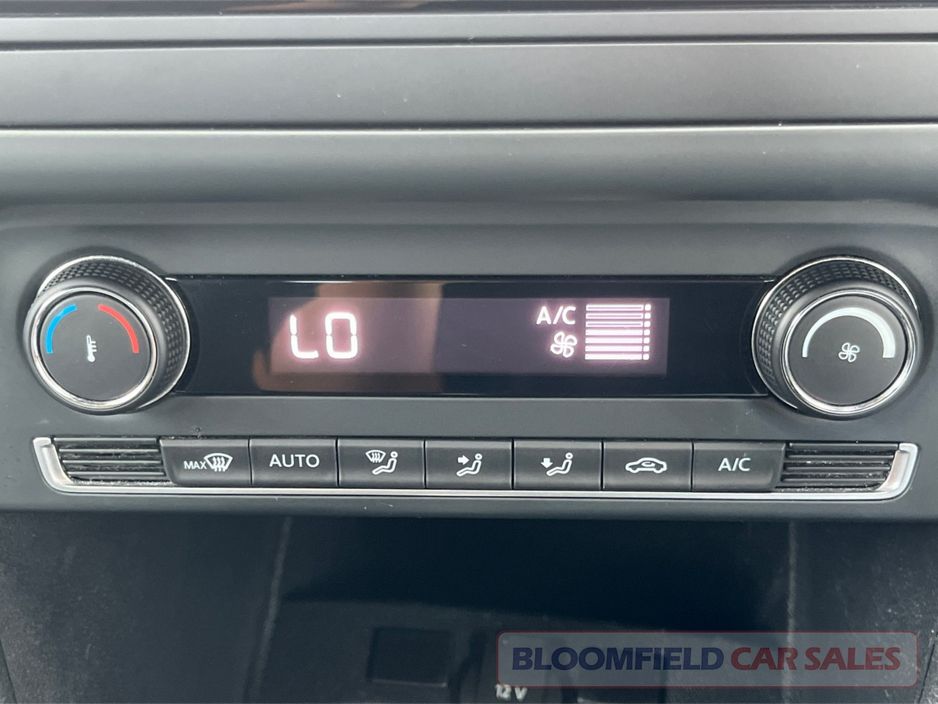 LO
A/C
MAX
AUTO
A/C
12 V
BLOOMFIELD CAR SALES